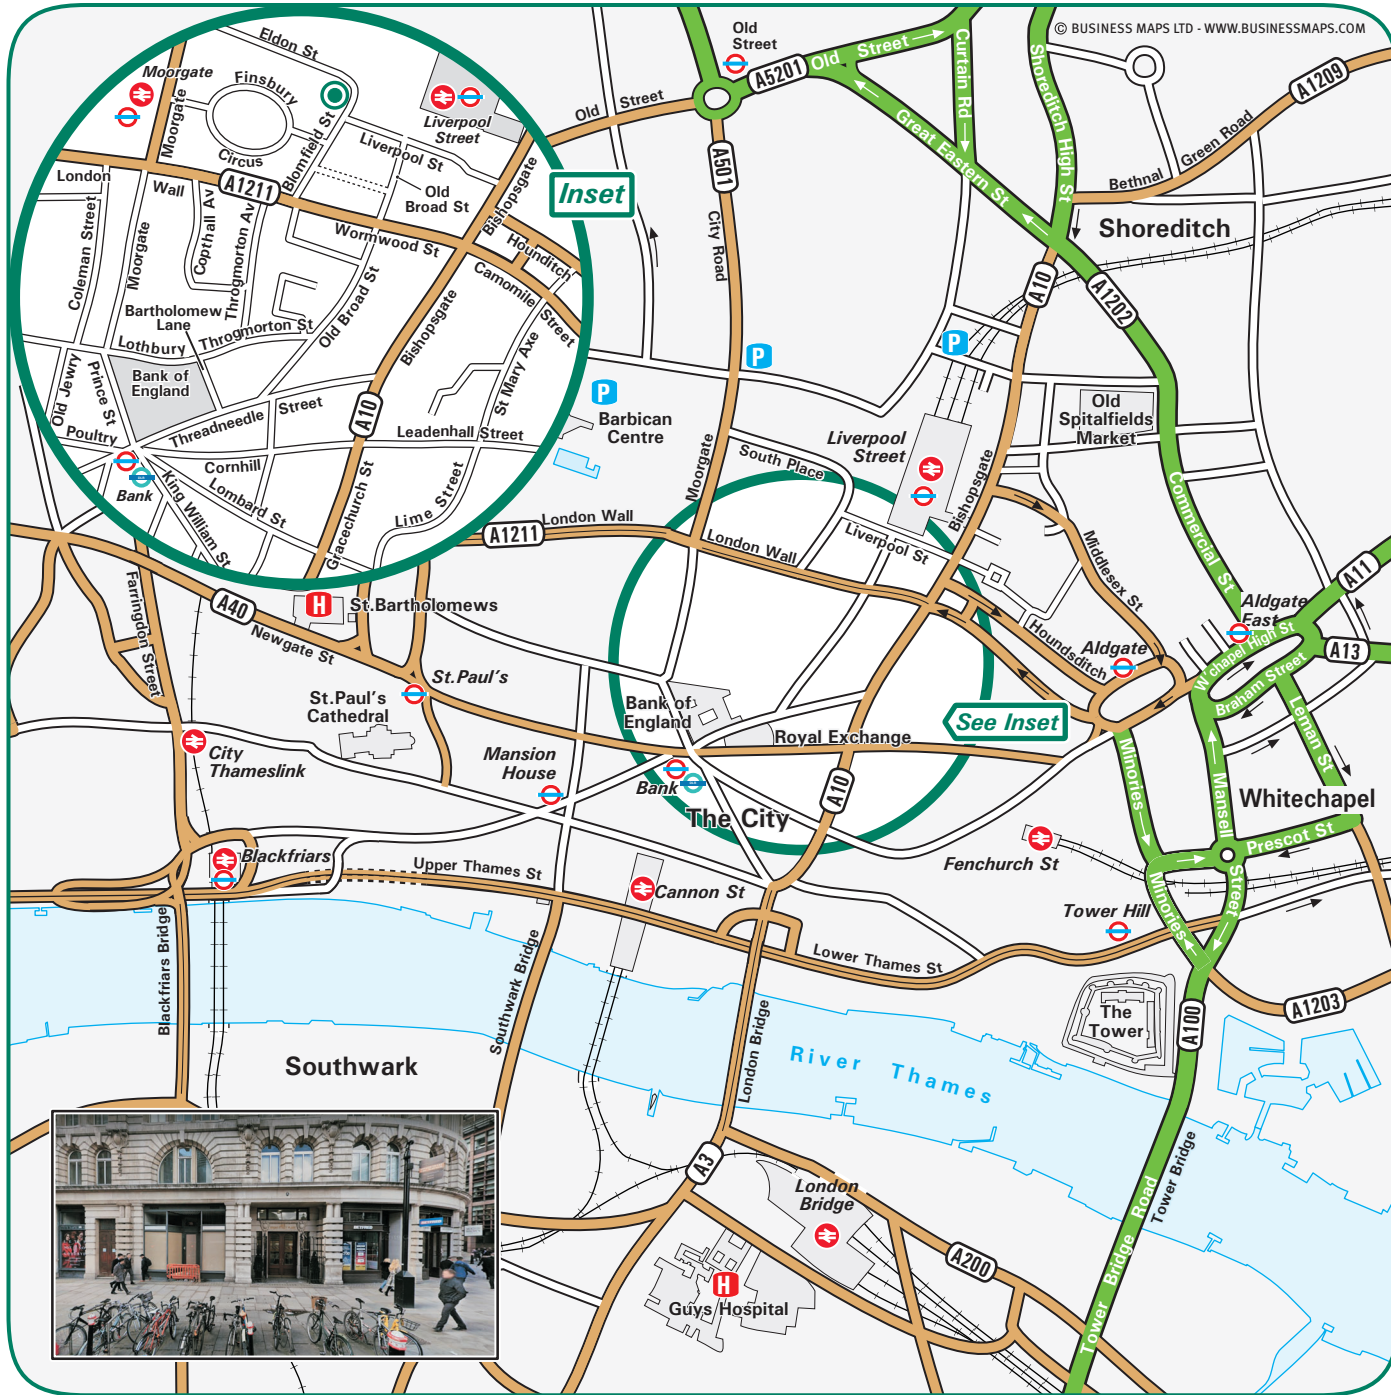 © BUSINESS MAPS LTD - WWW.BUSINESSMAPS.COM
Eldon St
Moorgate
Finsbury
Circus
Moorgate
Blomfield St
Liverpool
Street
Liverpool St
London
Wall
A1211
Old
Broad St
Bishopsgate
Inset
Coleman Street
Moorgate
Copthall Av
Throgmorton Av
Wormwood St
Hounditch
Camomile
Street
Bartholomew
Lane
Lothbury
Throgmorton St
Old Broad St
Bishopsgate
St Mary Axe
Old Jewry
Prince St
Bank of
England
Poultry
Threadneedle
Street
A10
Leadenhall Street
Cornhill
Lombard St
King William St
Bank
Gracechurch St
Lime Street
Old
Street
Old Street
A5201
Old Street
Curtain Rd
Shoreditch High St
A1209
Green Road
Bethnal
Great Eastern St
A501
City Road
Shoreditch
A10
A1202
P
P
P
Barbican
Centre
Old
Spitalfields
Market
Liverpool
Street
South Place
Moorgate
Bishopsgate
Commercial St
A1211
London Wall
London Wall
Liverpool St
Middlesex St
Houndsditch
Aldgate
Aldgate
East
A11
A13
W'chapel High St
Braham Street
Leman St
H
St.Bartholomews
A40
Newgate St
Farringdon Street
St.Paul's
St.Paul's
Cathedral
Bank of
England
Royal Exchange
See Inset
City
Thameslink
Mansion
House
Bank
The City
A10
Minories
Mansell
Street
Whitechapel
Prescot St
Fenchurch St
Blackfriars
Upper Thames St
Cannon St
Minories
Tower Hill
Lower Thames St
Blackfriars Bridge
Southwark Bridge
London Bridge
The
Tower
A100
A1203
River Thames
Southwark
A3
London
Bridge
A200
H
Guys Hospital
Tower Bridge
Tower Bridge Road